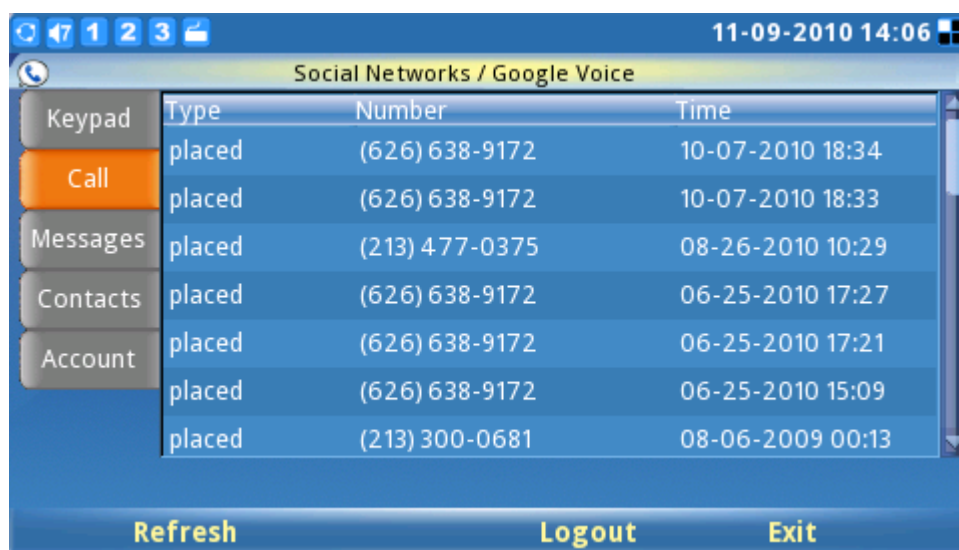 47 1 2 3 11-09-2010 14:06
Social Networks / Google Voice
Keypad
Call
Messages
Contacts
Account
Type Number Time
placed (626) 638-9172 10-07-2010 18:34
placed (626) 638-9172 10-07-2010 18:33
placed (213) 477-0375 08-26-2010 10:29
placed (626) 638-9172 06-25-2010 17:27
placed (626) 638-9172 06-25-2010 17:21
placed (626) 638-9172 06-25-2010 15:09
placed (213) 300-0681 08-06-2009 00:13
Refresh Logout Exit